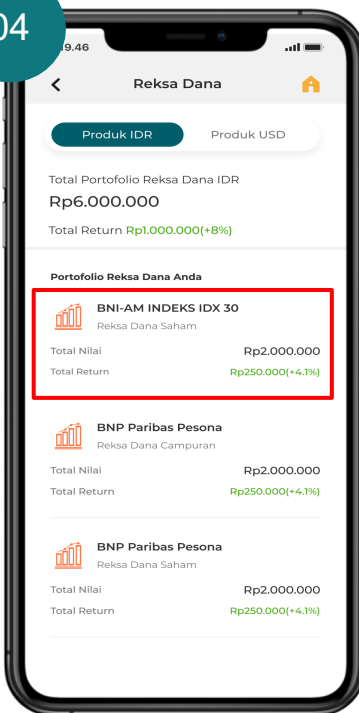 04
9.46
Reksa Dana
Produk IDR Produk USD
Total Portofolio Reksa Dana IDR
Rp6.000.000
Total Return Rp1.000.000(+8%)
Portofolio Reksa Dana Anda
BNI-AM INDEKS IDX 30
Reksa Dana Saham
Total Nilai Rp2.000.000
Total Return Rp250.000(+4.1%)
BNP Paribas Pesona
Reksa Dana Campuran
Total Nilai Rp2.000.000
Total Return Rp250.000(+4.1%)
BNP Paribas Pesona
Reksa Dana Saham
Total Nilai Rp2.000.000
Total Return Rp250.000(+4.1%)